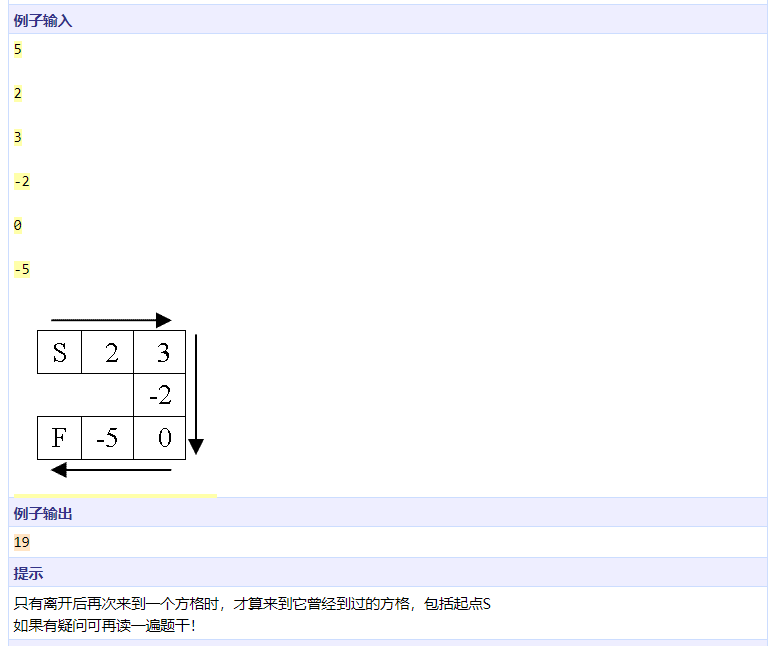 例子输入
5
2
3
-2
0
-5
S 2 3
-2
F -5 0
例子输出
19
提示
只有离开后再次来到一个方格时，才算来到它曾经到过的方格，包括起点S
如果有疑问可再读一遍题干！